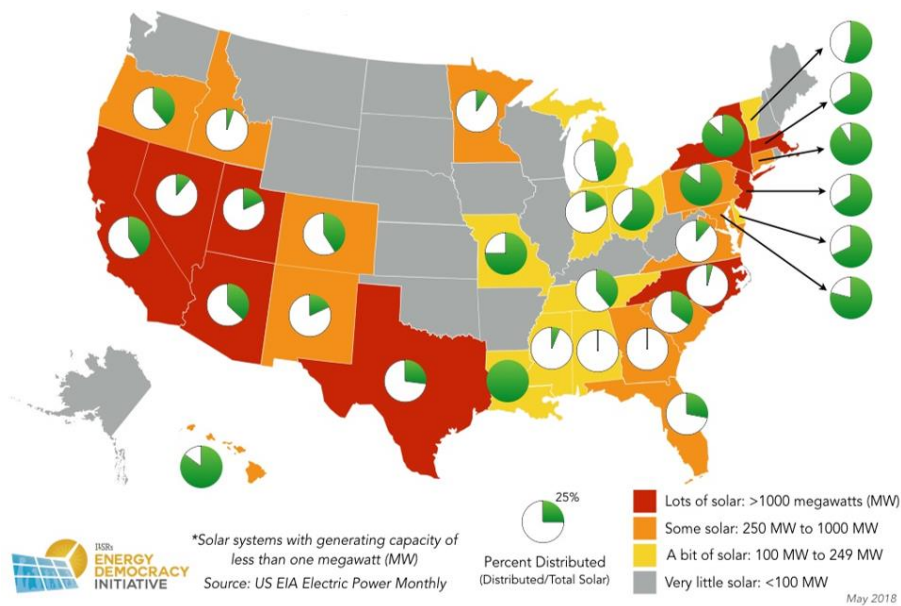 25%
Percent Distributed
(Distributed/Total Solar)
Lots of solar: >1000 megawatts (MW)
Some solar: 250 MW to 1000 MW
A bit of solar: 100 MW to 249 MW
Very little solar: <100 MW
*Solar systems with generating capacity of
less than one megawatt (MW)
Source: US EIA Electric Power Monthly
ILSR's
ENERGY
DEMOCRACY
INITIATIVE
May 2018